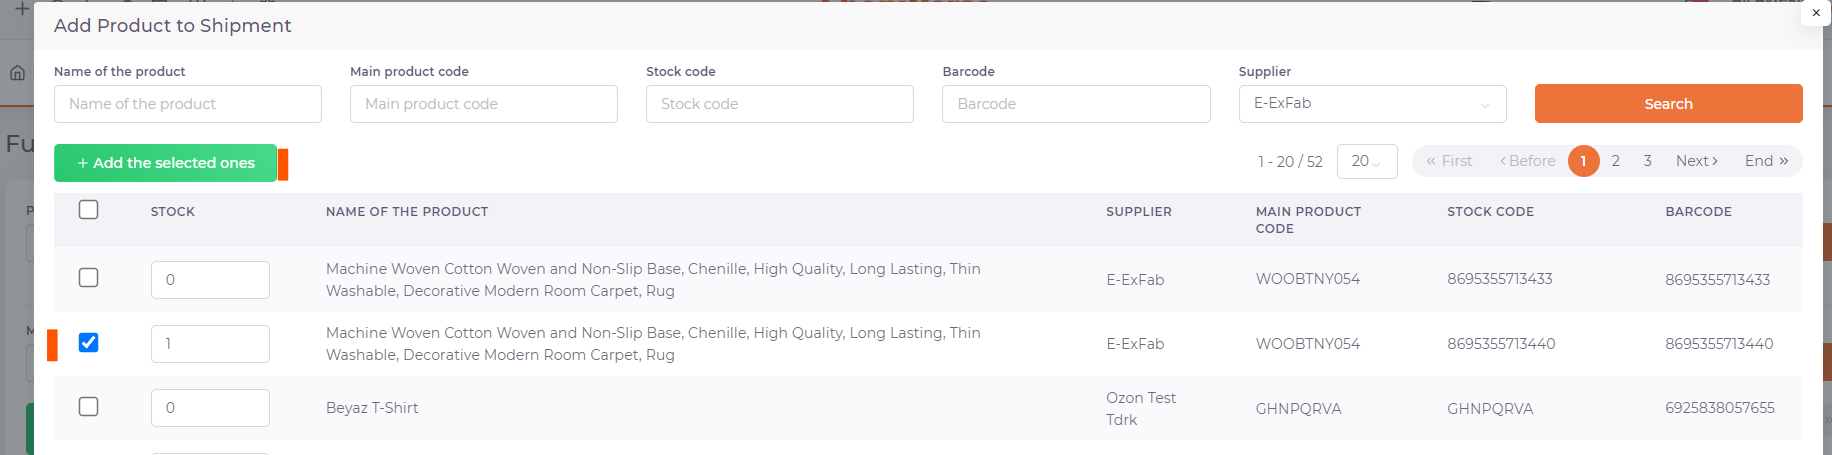 Add Product to Shipment
×
Name of the product
Main product code
Stock code
Barcode
Supplier
Name of the product
Main product code
Stock code
Barcode
E-ExFab
Search
Fu
+ Add the selected ones
1 - 20 / 52
20
« First
‹ Before
1
2
3
Next ›
End »
STOCK
NAME OF THE PRODUCT
SUPPLIER
MAIN PRODUCT
CODE
STOCK CODE
BARCODE
0
Machine Woven Cotton Woven and Non-Slip Base, Chenille, High Quality, Long Lasting, Thin
Washable, Decorative Modern Room Carpet, Rug
E-ExFab
WOOBTNY054
8695355713433
8695355713433
1
Machine Woven Cotton Woven and Non-Slip Base, Chenille, High Quality, Long Lasting, Thin
Washable, Decorative Modern Room Carpet, Rug
E-ExFab
WOOBTNY054
8695355713440
8695355713440
0
Beyaz T-Shirt
Ozon Test
Tdrk
GHNPQRVA
GHNPQRVA
6925838057655